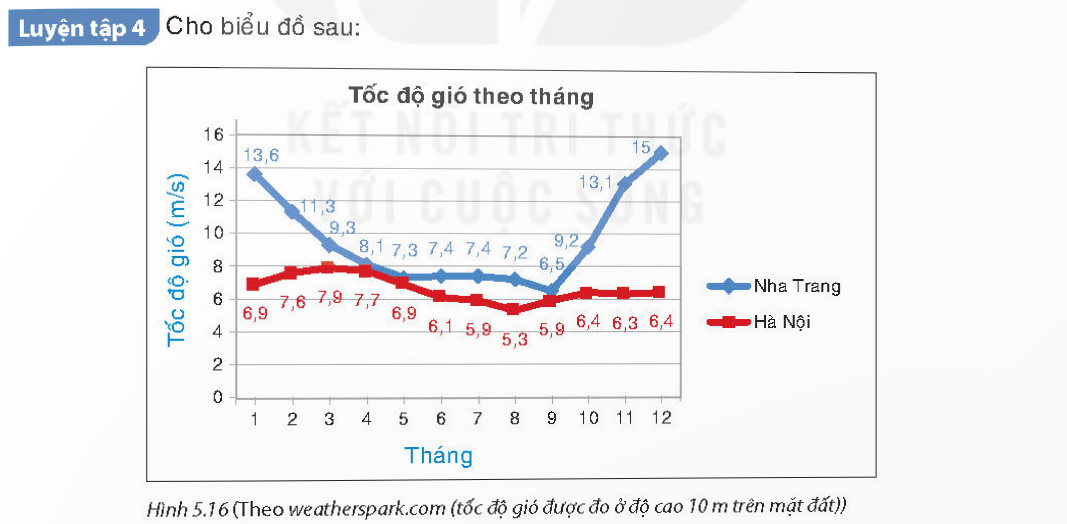 Luyện tập 4 Cho biểu đồ sau:
KẾT NỐI TRI THỨC
VỚI CUỘC SỐNG
Tốc độ gió theo tháng
Tốc độ gió (m/s)
16
14
12
10
8
6
4
2
0
13,6 11,3 9,3 8,1 7,3 7,4 7,4 7,2 6,5 9,2 13,1 15
6,9 7,6 7,9 7,7 6,9 6,1 5,9 5,3 5,9 6,4 6,3 6,4
Nha Trang
Hà Nội
1 2 3 4 5 6 7 8 9 10 11 12
Tháng
Hình 5.16 (Theo weatherspark.com (tốc độ gió được đo ở độ cao 10 m trên mặt đất))